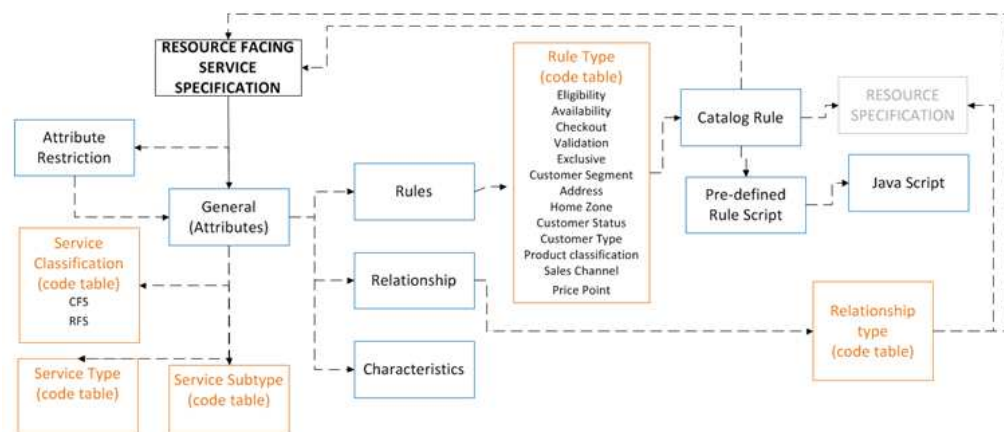 RESOURCE FACING
SERVICE
SPECIFICATION
Attribute
Restriction
General
(Attributes)
Service
Classification
(code table)
CFS
RFS
Service Type
(code table)
Service Subtype
(code table)
Rules
Relationship
Characteristics
Rule Type
(code table)
Eligibility
Availability
Checkout
Validation
Exclusive
Customer Segment
Address
Home Zone
Customer Status
Customer Type
Product classification
Sales Channel
Price Point
Catalog Rule
Pre-defined
Rule Script
RESOURCE
SPECIFICATION
Java Script
Relationship
type
(code table)